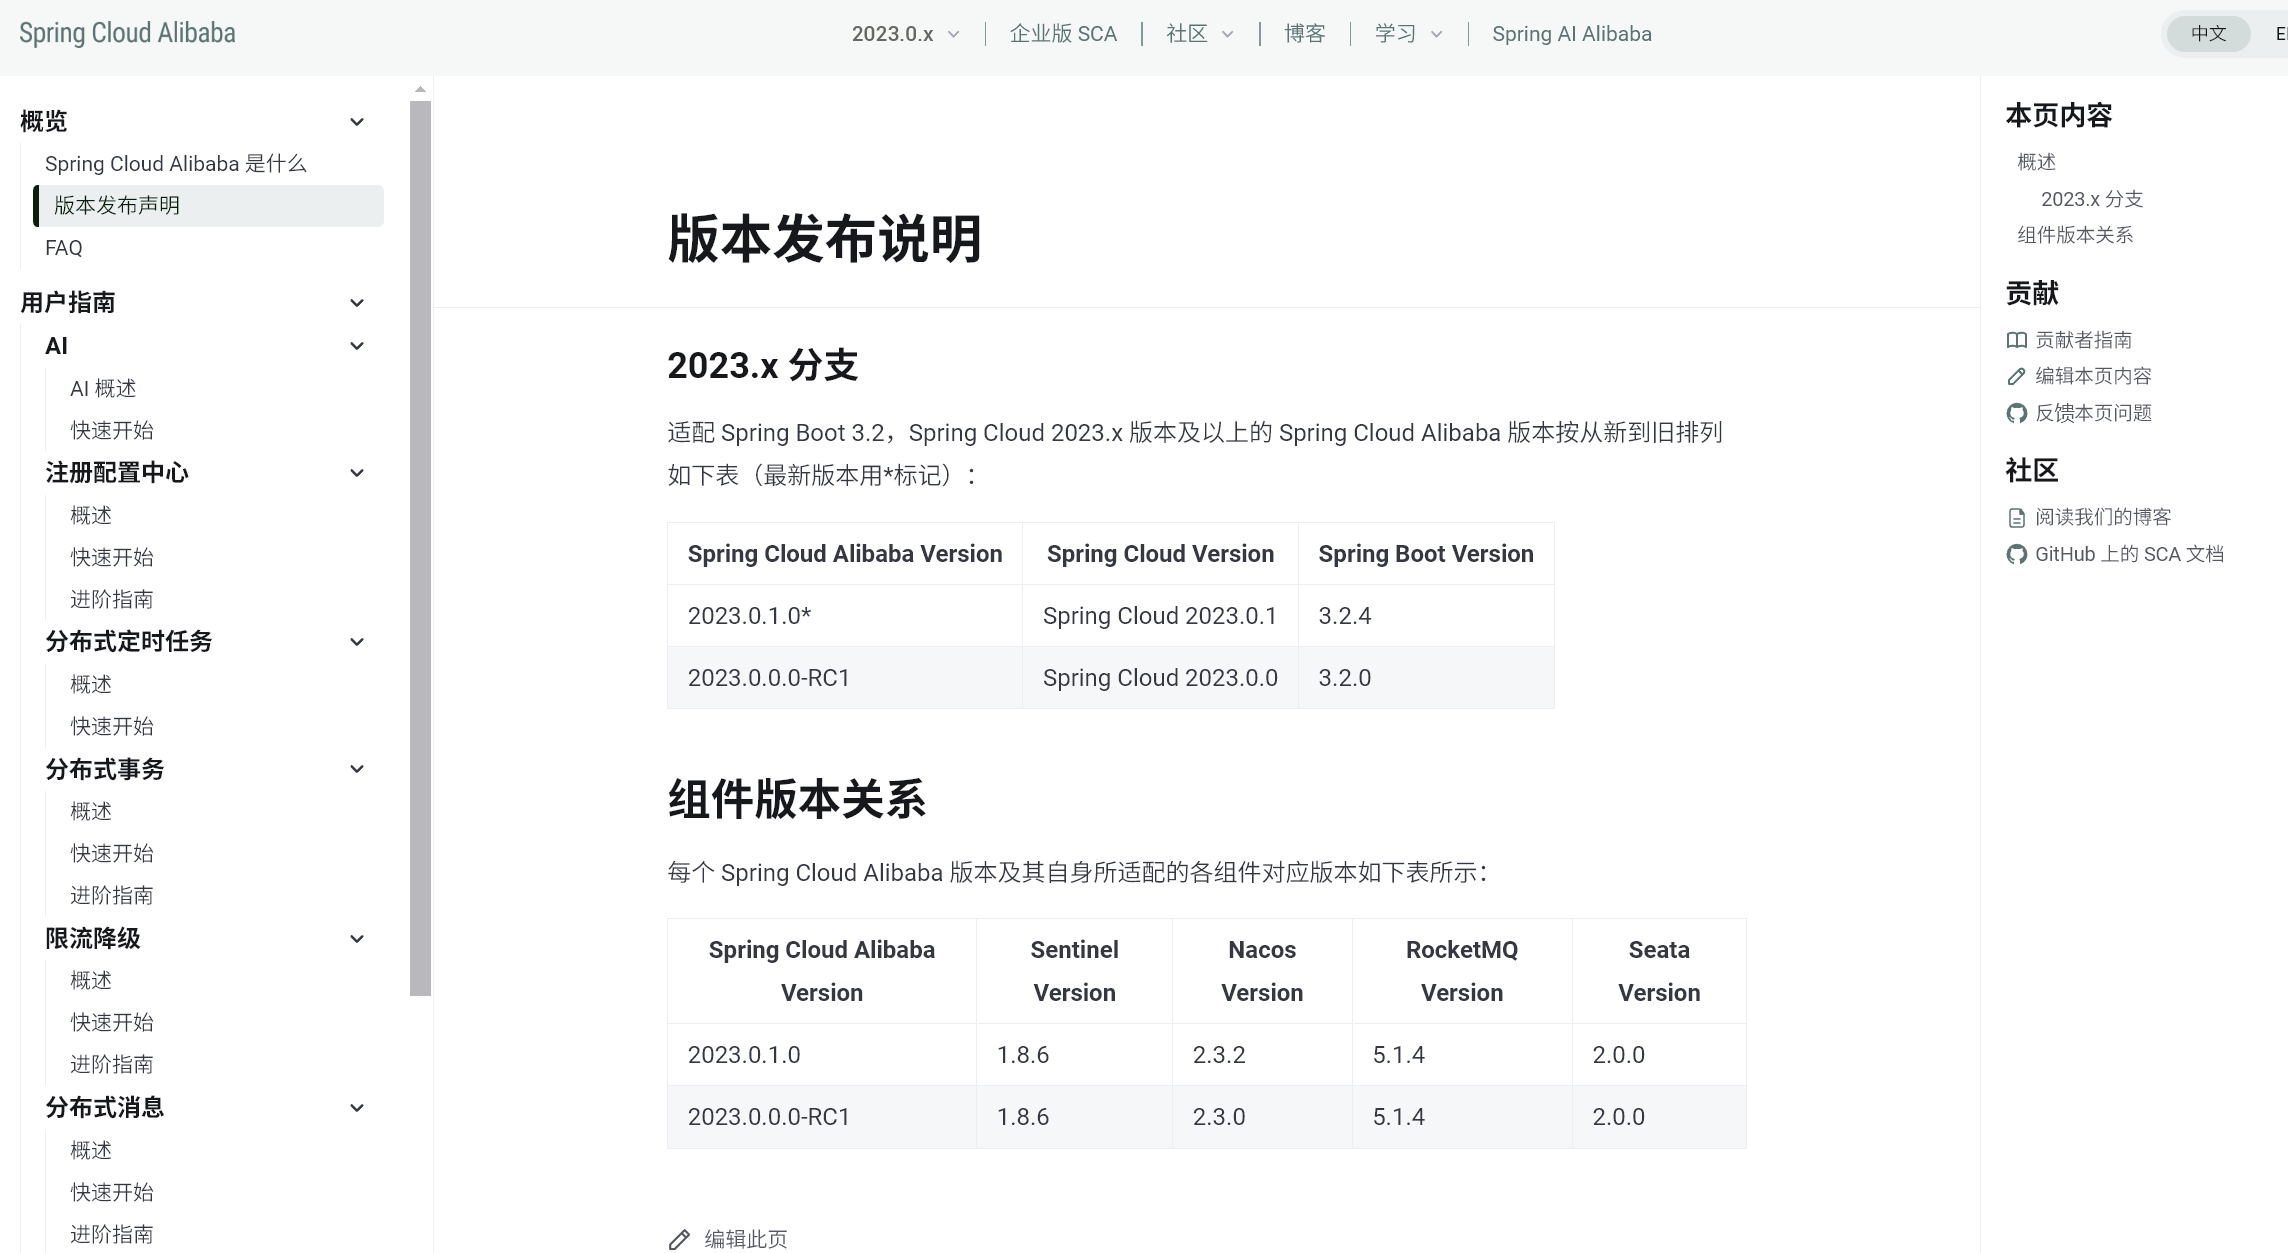 Spring Cloud Alibaba
2023.0.x
企业版 SCA
社区
博客
学习
Spring AI Alibaba
中文
概览
Spring Cloud Alibaba 是什么
版本发布声明
FAQ
用户指南
AI
AI 概述
快速开始
注册配置中心
概述
快速开始
进阶指南
分布式定时任务
概述
快速开始
分布式事务
概述
快速开始
进阶指南
限流降级
概述
快速开始
进阶指南
分布式消息
概述
快速开始
进阶指南
版本发布说明
2023.x 分支
适配 Spring Boot 3.2，Spring Cloud 2023.x 版本及以上的 Spring Cloud Alibaba 版本按从新到旧排列
如下表（最新版本用*标记）：
Spring Cloud Alibaba Version Spring Cloud Version Spring Boot Version
2023.0.1.0* Spring Cloud 2023.0.1 3.2.4
2023.0.0.0-RC1 Spring Cloud 2023.0.0 3.2.0
组件版本关系
每个 Spring Cloud Alibaba 版本及其自身所适配的各组件对应版本如下表所示：
Spring Cloud Alibaba Sentinel Nacos RocketMQ Seata
Version Version Version Version Version
2023.0.1.0 1.8.6 2.3.2 5.1.4 2.0.0
2023.0.0.0-RC1 1.8.6 2.3.0 5.1.4 2.0.0
编辑此页
本页内容
概述
2023.x 分支
组件版本关系
贡献
贡献者指南
编辑本页内容
反馈本页问题
社区
阅读我们的博客
GitHub 上的 SCA 文档